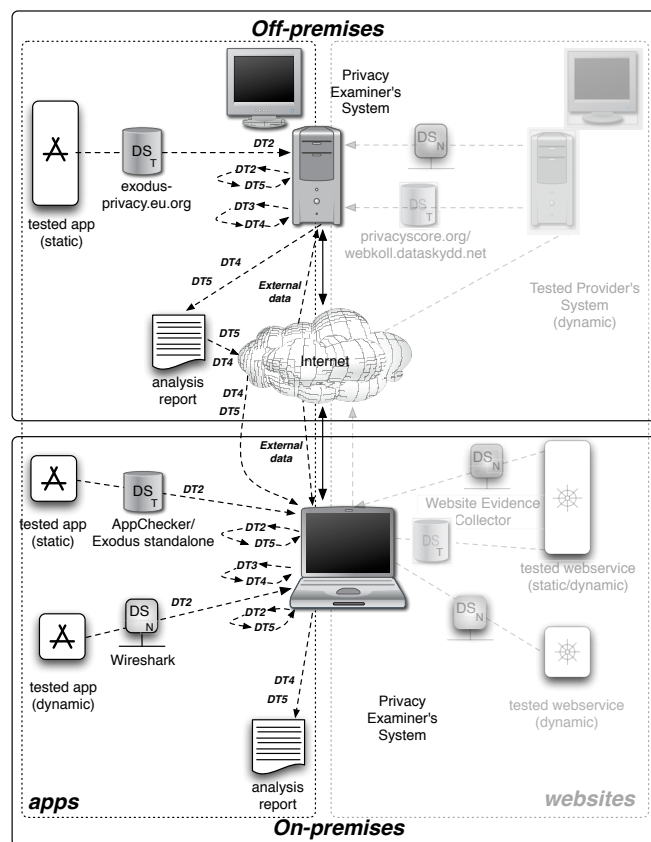 Off-premises
Privacy
Examiner's
System
DS
T
exodus-
privacy.eu.org
tested app
(static)
DT2
DT2
DT5
DT3
DT4
DS
N
DS
T
privacyscore.org/
webkoll.dataskydd.net
Tested Provider's
System
(dynamic)
DT4
DT5
External
data
analysis
report
DT5
DT4
Internet
DT4
DT5
External
data
tested app
(static)
DS
T
AppChecker/
Exodus standalone
DT2
DT2
DT5
DT3
DT4
DT2
DT5
DT2
DS
N
Wireshark
tested app
(dynamic)
DS
N
Website Evidence
Collector
DS
T
tested webservice
(static/dynamic)
DS
N
tested webservice
(dynamic)
DT4
DT5
Privacy
Examiner's
System
analysis
report
apps
websites
On-premises